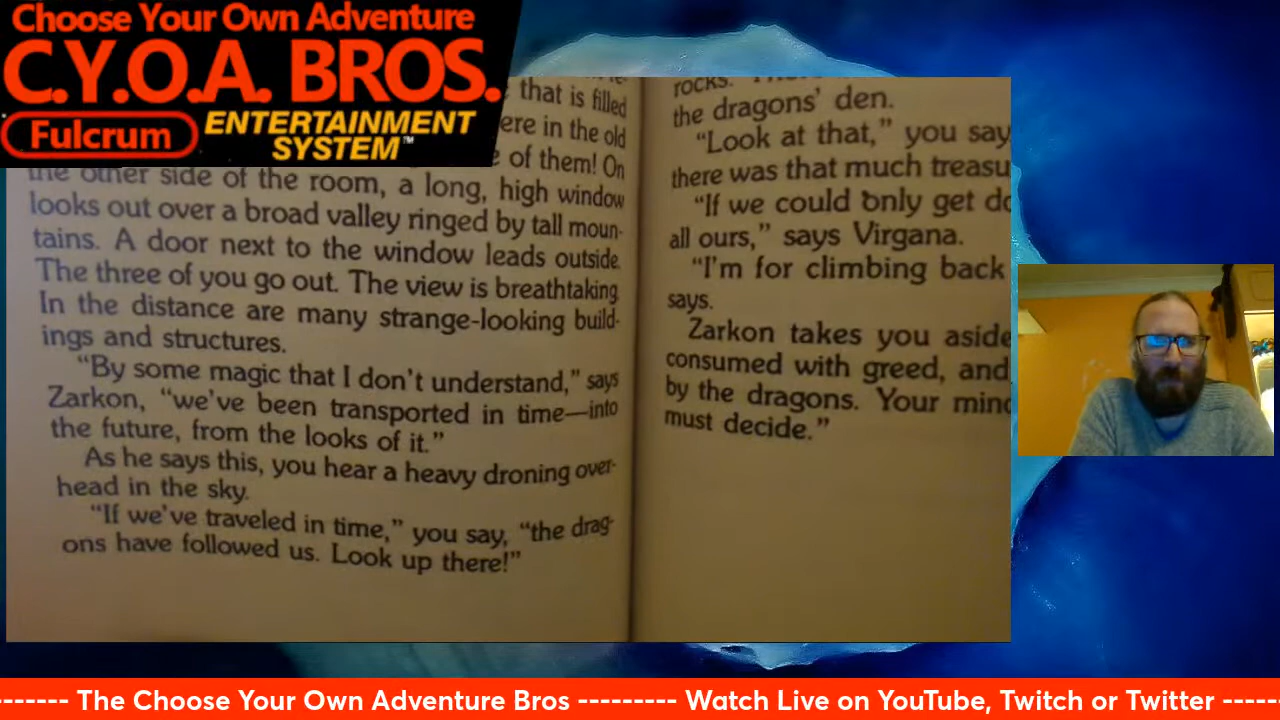 Choose Your Own Adventure
C.Y.O.A. BROS.
Fulcrum
ENTERTAINMENT
SYSTEM™
that is filled
ere in the old
of them! On
the other side of the room, a long, high window
looks out over a broad valley ringed by tall moun-
tains. A door next to the window leads outside.
The three of you go out. The view is breathtaking
In the distance are many strange-looking build-
ings and structures.
“By some magic that I don’t understand,” says
Zarkon, “we’ve been transported in time—into
the future, from the looks of it.”
As he says this, you hear a heavy droning over-
head in the sky.
“If we’ve traveled in time,” you say, “the drag-
ons have followed us. Look up there!”
rocks.
the dragons’ den.
“Look at that,” you say
there was that much treasu
“If we could only get do
all ours,” says Virgana.
“I’m for climbing back
says.
Zarkon takes you aside
consumed with greed, and
by the dragons. Your mind
must decide.”
------- The Choose Your Own Adventure Bros --------- Watch Live on YouTube, Twitch or Twitter -----